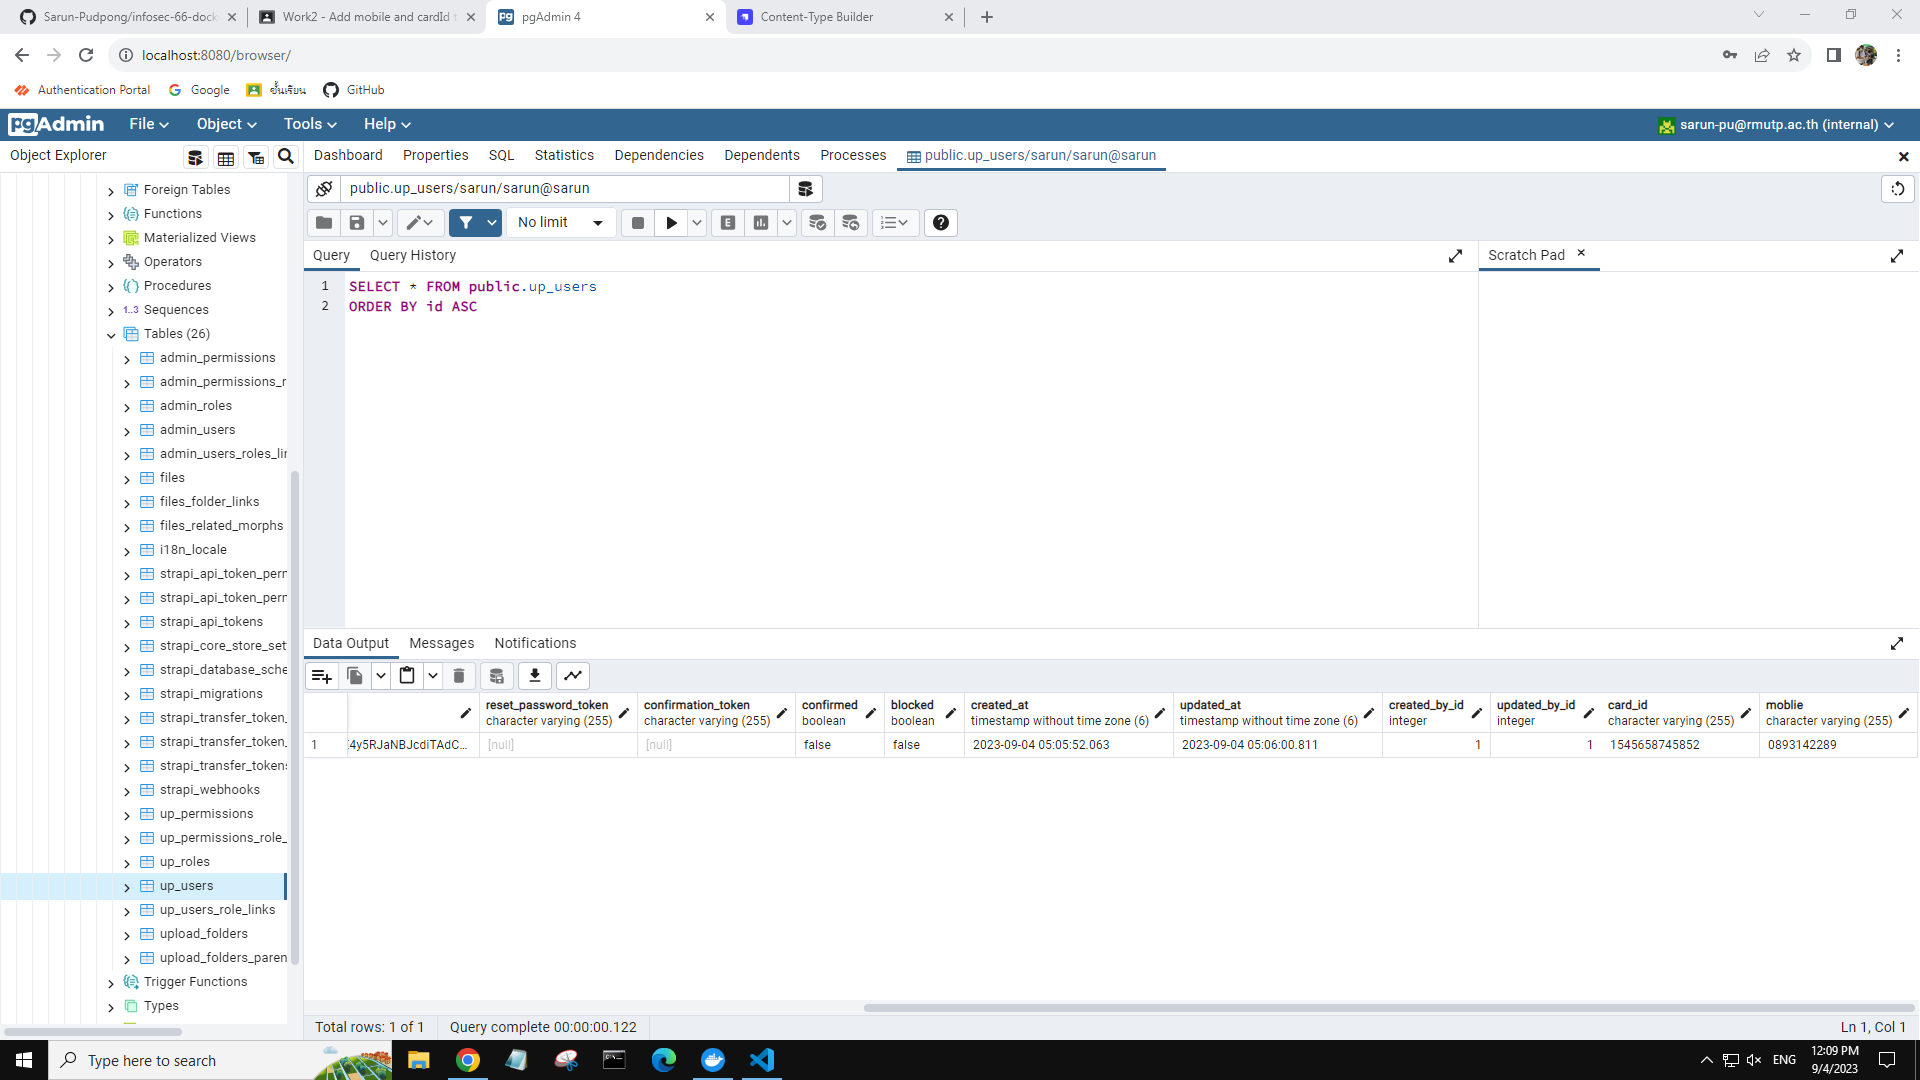 Sarun-Pudpong/infosec-66-dock
Work2 - Add mobile and cardId t
pgAdmin 4
Content-Type Builder
localhost:8080/browser/
Authentication Portal
Google
ชั้นเรียน
GitHub
pgAdmin
File
Object
Tools
Help
sarun-pu@rmutp.ac.th (internal)
Object Explorer
Dashboard
Properties
SQL
Statistics
Dependencies
Dependents
Processes
public.up_users/sarun/sarun@sarun
Foreign Tables
Functions
Materialized Views
Operators
Procedures
1..3 Sequences
Tables (26)
admin_permissions
admin_permissions_r
admin_roles
admin_users
admin_users_roles_lin
files
files_folder_links
files_related_morphs
i18n_locale
strapi_api_token_perm
strapi_api_token_perm
strapi_api_tokens
strapi_core_store_set
strapi_database_sche
strapi_migrations
strapi_transfer_token_
strapi_transfer_token_
strapi_transfer_tokens
strapi_webhooks
up_permissions
up_permissions_role_
up_roles
up_users
up_users_role_links
upload_folders
upload_folders_paren
Trigger Functions
Types
public.up_users/sarun/sarun@sarun
No limit
E
Query
Query History
Scratch Pad
1 SELECT * FROM public.up_users
2 ORDER BY id ASC
Data Output
Messages
Notifications
reset_password_token
character varying (255)
confirmation_token
character varying (255)
confirmed
boolean
blocked
boolean
created_at
timestamp without time zone (6)
updated_at
timestamp without time zone (6)
created_by_id
integer
updated_by_id
integer
card_id
character varying (255)
moblie
character varying (255)
1
4y5RJaNBJcdiTAdC...
[null]
[null]
false
false
2023-09-04 05:05:52.063
2023-09-04 05:06:00.811
1
1
1545658745852
0893142289
Total rows: 1 of 1
Query complete 00:00:00.122
Ln 1, Col 1
Type here to search
ENG
12:09 PM
9/4/2023